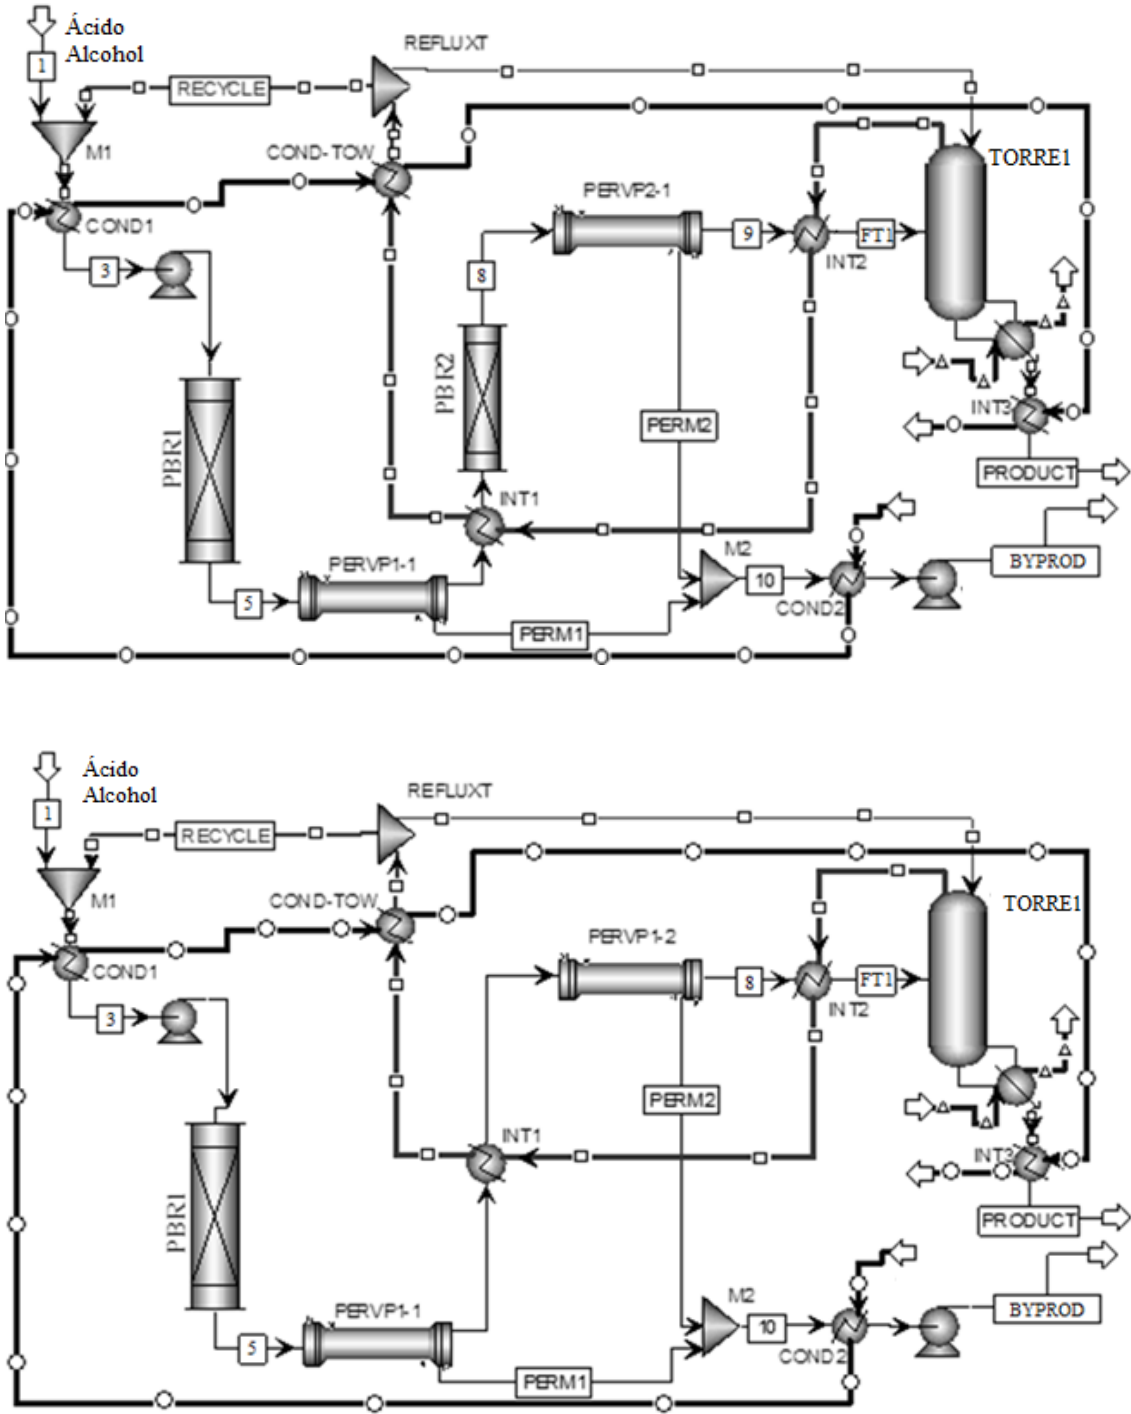 Ácido
Alcohol
1
REFLUXT
RECYCLE
M1
COND-TOW
TORRE1
PERVP2-1
COND1
9
FT1
INT2
3
8
PBR2
PBR1
INT3
PERM2
PRODUCT
INT1
M2
BYPROD
PERVP1-1
10
COND2
5
PERM1
Ácido
Alcohol
1
REFLUXT
RECYCLE
M1
COND-TOW
TORRE1
PERVP1-2
COND1
8
FT1
INT2
3
PERM2
INT1
INT3
PBR1
PRODUCT
M2
BYPROD
PERVP1-1
10
COND2
5
PERM1